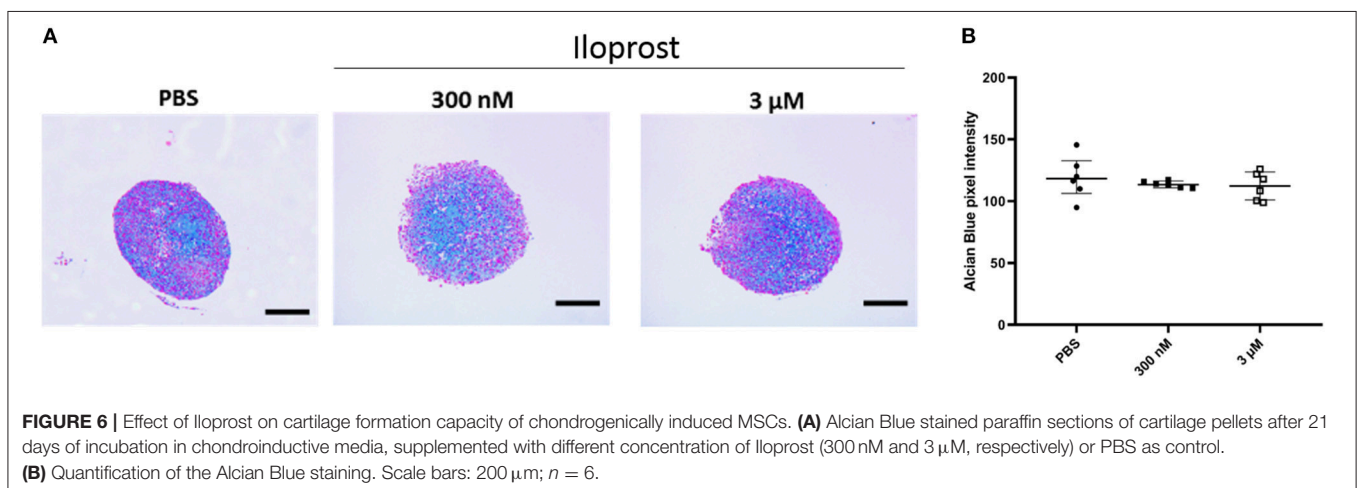 A
Iloprost
PBS
300 nM
3 µM
B
Alcian Blue pixel intensity
200
150
100
50
0
PBS
300 nM
3 µM
FIGURE 6 | Effect of Iloprost on cartilage formation capacity of chondrogenically induced MSCs. (A) Alcian Blue stained paraffin sections of cartilage pellets after 21
days of incubation in chondroinductive media, supplemented with different concentration of Iloprost (300 nM and 3 µM, respectively) or PBS as control.
(B) Quantification of the Alcian Blue staining. Scale bars: 200 µm; n = 6.